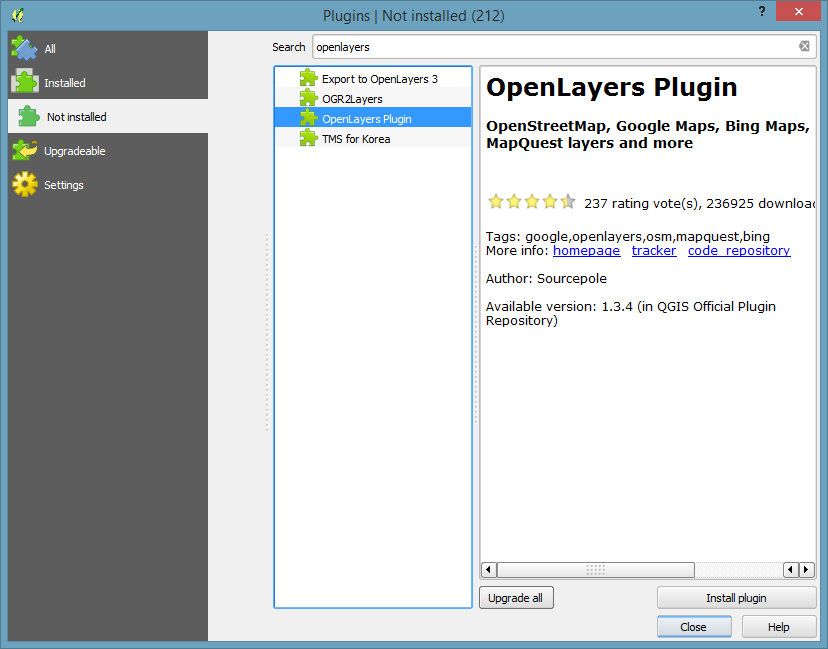 Plugins | Not installed (212)
?
All
Installed
Not installed
Upgradeable
Settings
Search
openlayers
Export to OpenLayers 3
OGR2Layers
OpenLayers Plugin
TMS for Korea
OpenLayers Plugin
OpenStreetMap, Google Maps, Bing Maps,
MapQuest layers and more
237 rating vote(s), 236925 downloa
Tags: google,openlayers,osm,mapquest,bing
More info: homepage tracker code_repository
Author: Sourcepole
Available version: 1.3.4 (in QGIS Official Plugin
Repository)
Upgrade all
Install plugin
Close
Help